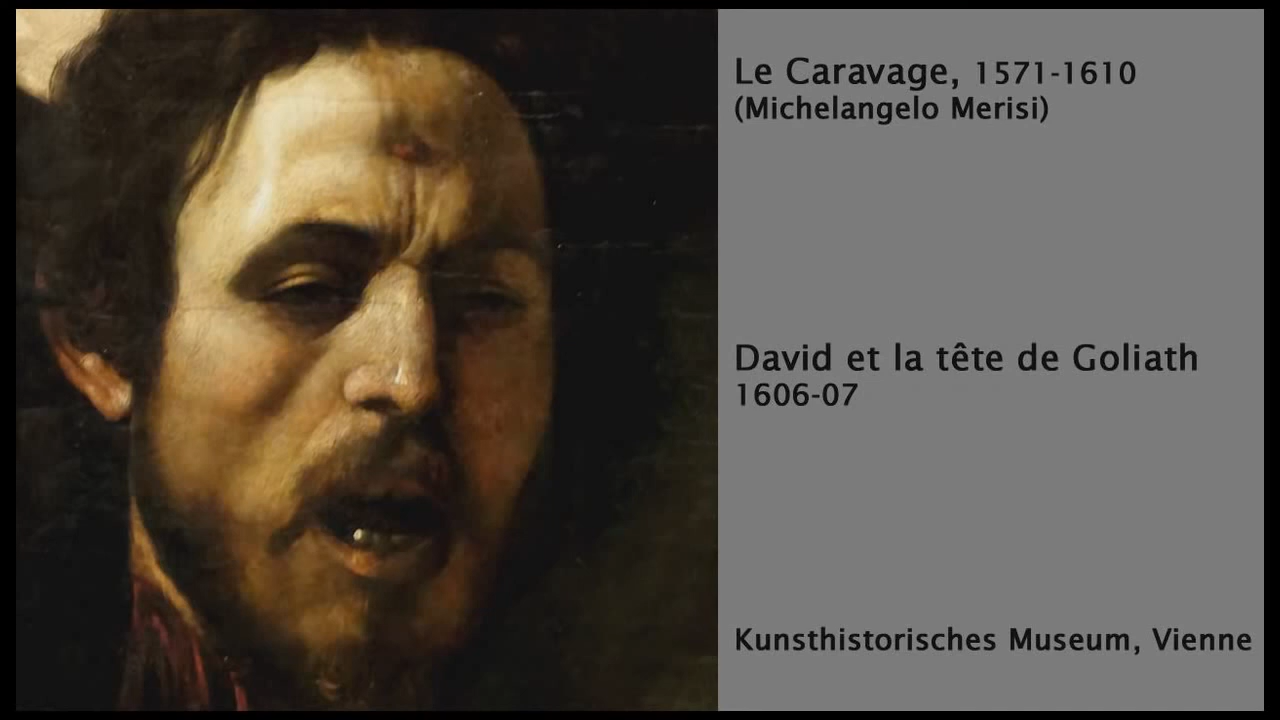 Le Caravage, 1571-1610
(Michelangelo Merisi)
David et la tête de Goliath
1606-07
Kunsthistorisches Museum, Vienne